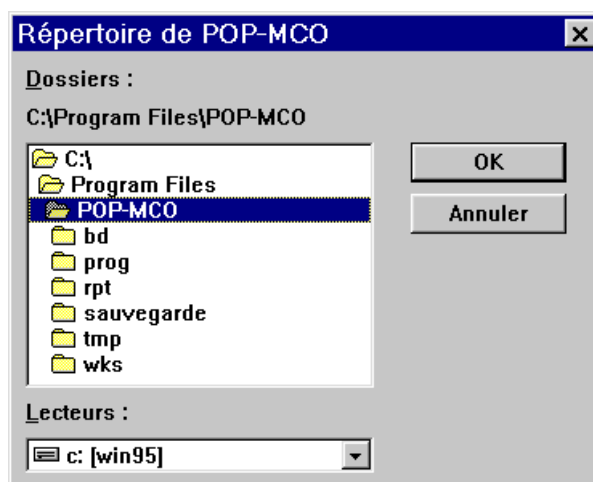 Répertoire de POP-MCO
Dossiers :
C:\Program Files\POP-MCO
C:\
Program Files
POP-MCO
bd
prog
rpt
sauvegarde
tmp
wks
OK
Annuler
Lecteurs :
c: [win95]